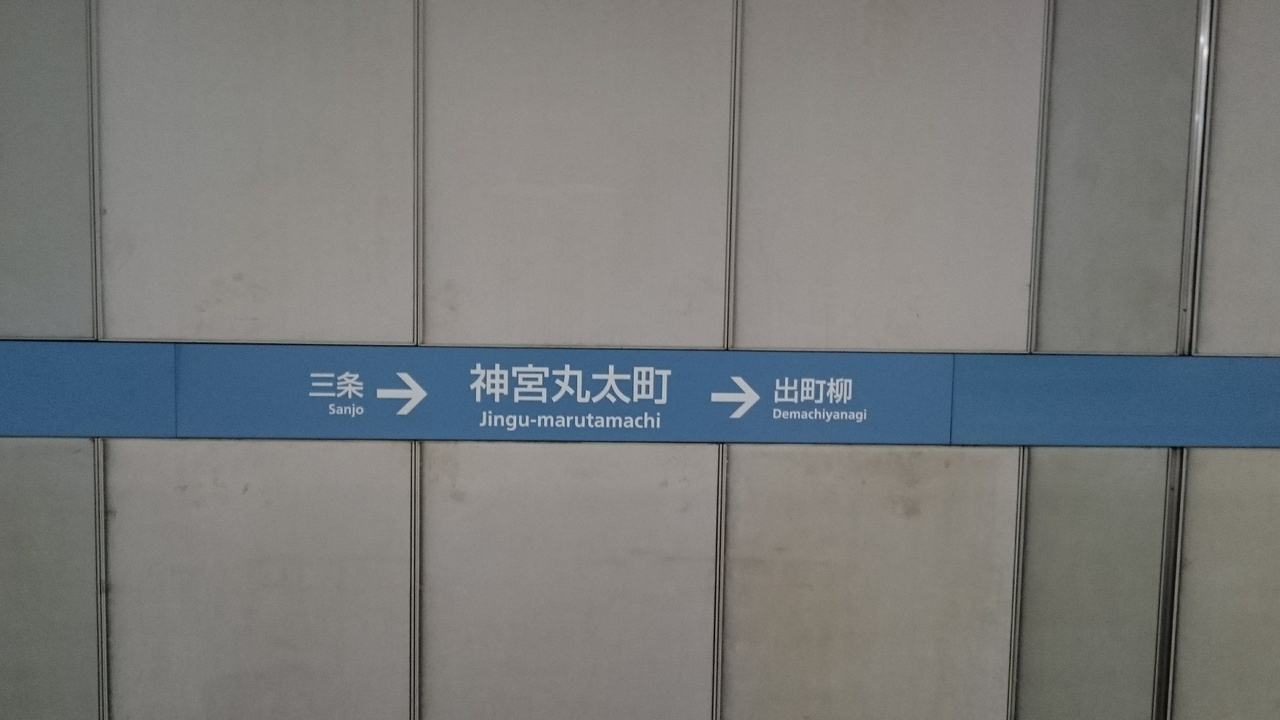 三条
Sanjo
→
神宮丸太町
Jingu-marutamachi
→
出町柳
Demachiyanagi